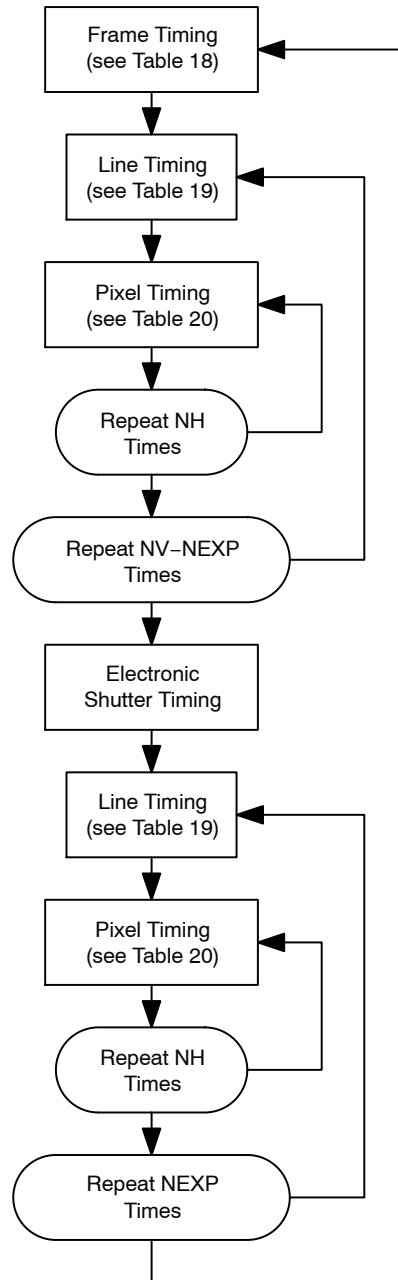 Frame Timing
(see Table 18)
Line Timing
(see Table 19)
Pixel Timing
(see Table 20)
Repeat NH
Times
Repeat NV−NEXP
Times
Electronic
Shutter Timing
Line Timing
(see Table 19)
Pixel Timing
(see Table 20)
Repeat NH
Times
Repeat NEXP
Times